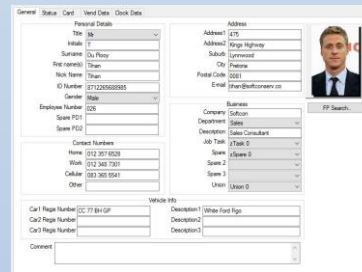 General Status Card Vend Data Clock Data
Personal Details
Title Mr
Initials T
Surname Du Plooy
First name(s) Tihan
Nick Name Tihan
ID Number 8712265688985
Gender Male
Employee Number 026
Spare PD1
Spare PD2
Contact Numbers
Home 012 357 6528
Work 012 348 7301
Cellular 083 365 5541
Other
Address
Address1 475
Address2 Kings Highway
Suburb Lynnwood
City Pretoria
Postal Code 0081
E-mail tihan@softconserv.co
Business
Company Softcon
Department Sales
Description Sales Consultant
Job Task zTask 0
Spare xSpare 0
Spare 2
Spare 3
Union Union 0
FP Search..
Vehicle Info
Car1 Regis Number CC 77 BH GP Description1 White Ford Figo
Car2 Regis Number Description2
Car3 Regis Number Description3
Comment